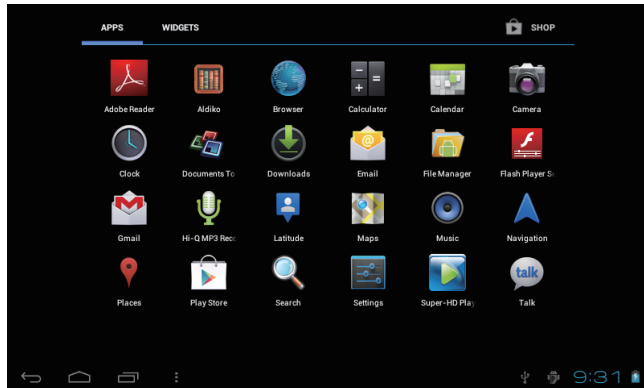 APPS WIDGETS SHOP
Adobe Reader Aldiko Browser Calculator Calendar Camera
Clock Documents To Downloads Email File Manager Flash Player Se
Gmail Hi-Q MP3 Rec Latitude Maps Music Navigation
talk
Places Play Store Search Settings Super-HD Play Talk
9:31